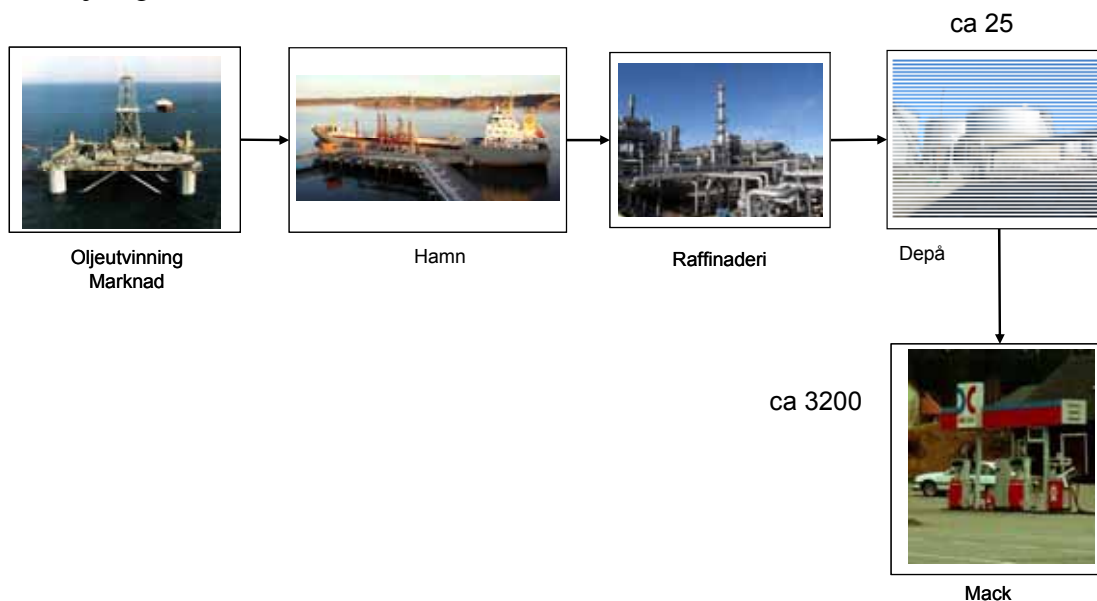 ca 25
Oljeutvinning
Marknad
Hamn
Raffinaderi
Depå
ca 3200
Mack